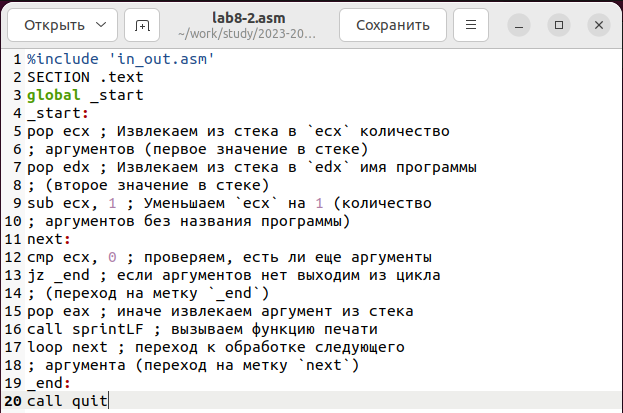 Открыть
lab8-2.asm
~/work/study/2023-20...
Сохранить
1 %include 'in_out.asm'
2 SECTION .text
3 global _start
4 _start:
5 pop ecx ; Извлекаем из стека в `ecx` количество
6 ; аргументов (первое значение в стеке)
7 pop edx ; Извлекаем из стека в `edx` имя программы
8 ; (второе значение в стеке)
9 sub ecx, 1 ; Уменьшаем `ecx` на 1 (количество
10 ; аргументов без названия программы)
11 next:
12 cmp ecx, 0 ; проверяем, есть ли еще аргументы
13 jz _end ; если аргументов нет выходим из цикла
14 ; (переход на метку `_end`)
15 pop eax ; иначе извлекаем аргумент из стека
16 call sprintLF ; вызываем функцию печати
17 loop next ; переход к обработке следующего
18 ; аргумента (переход на метку `next`)
19 _end:
20 call quit